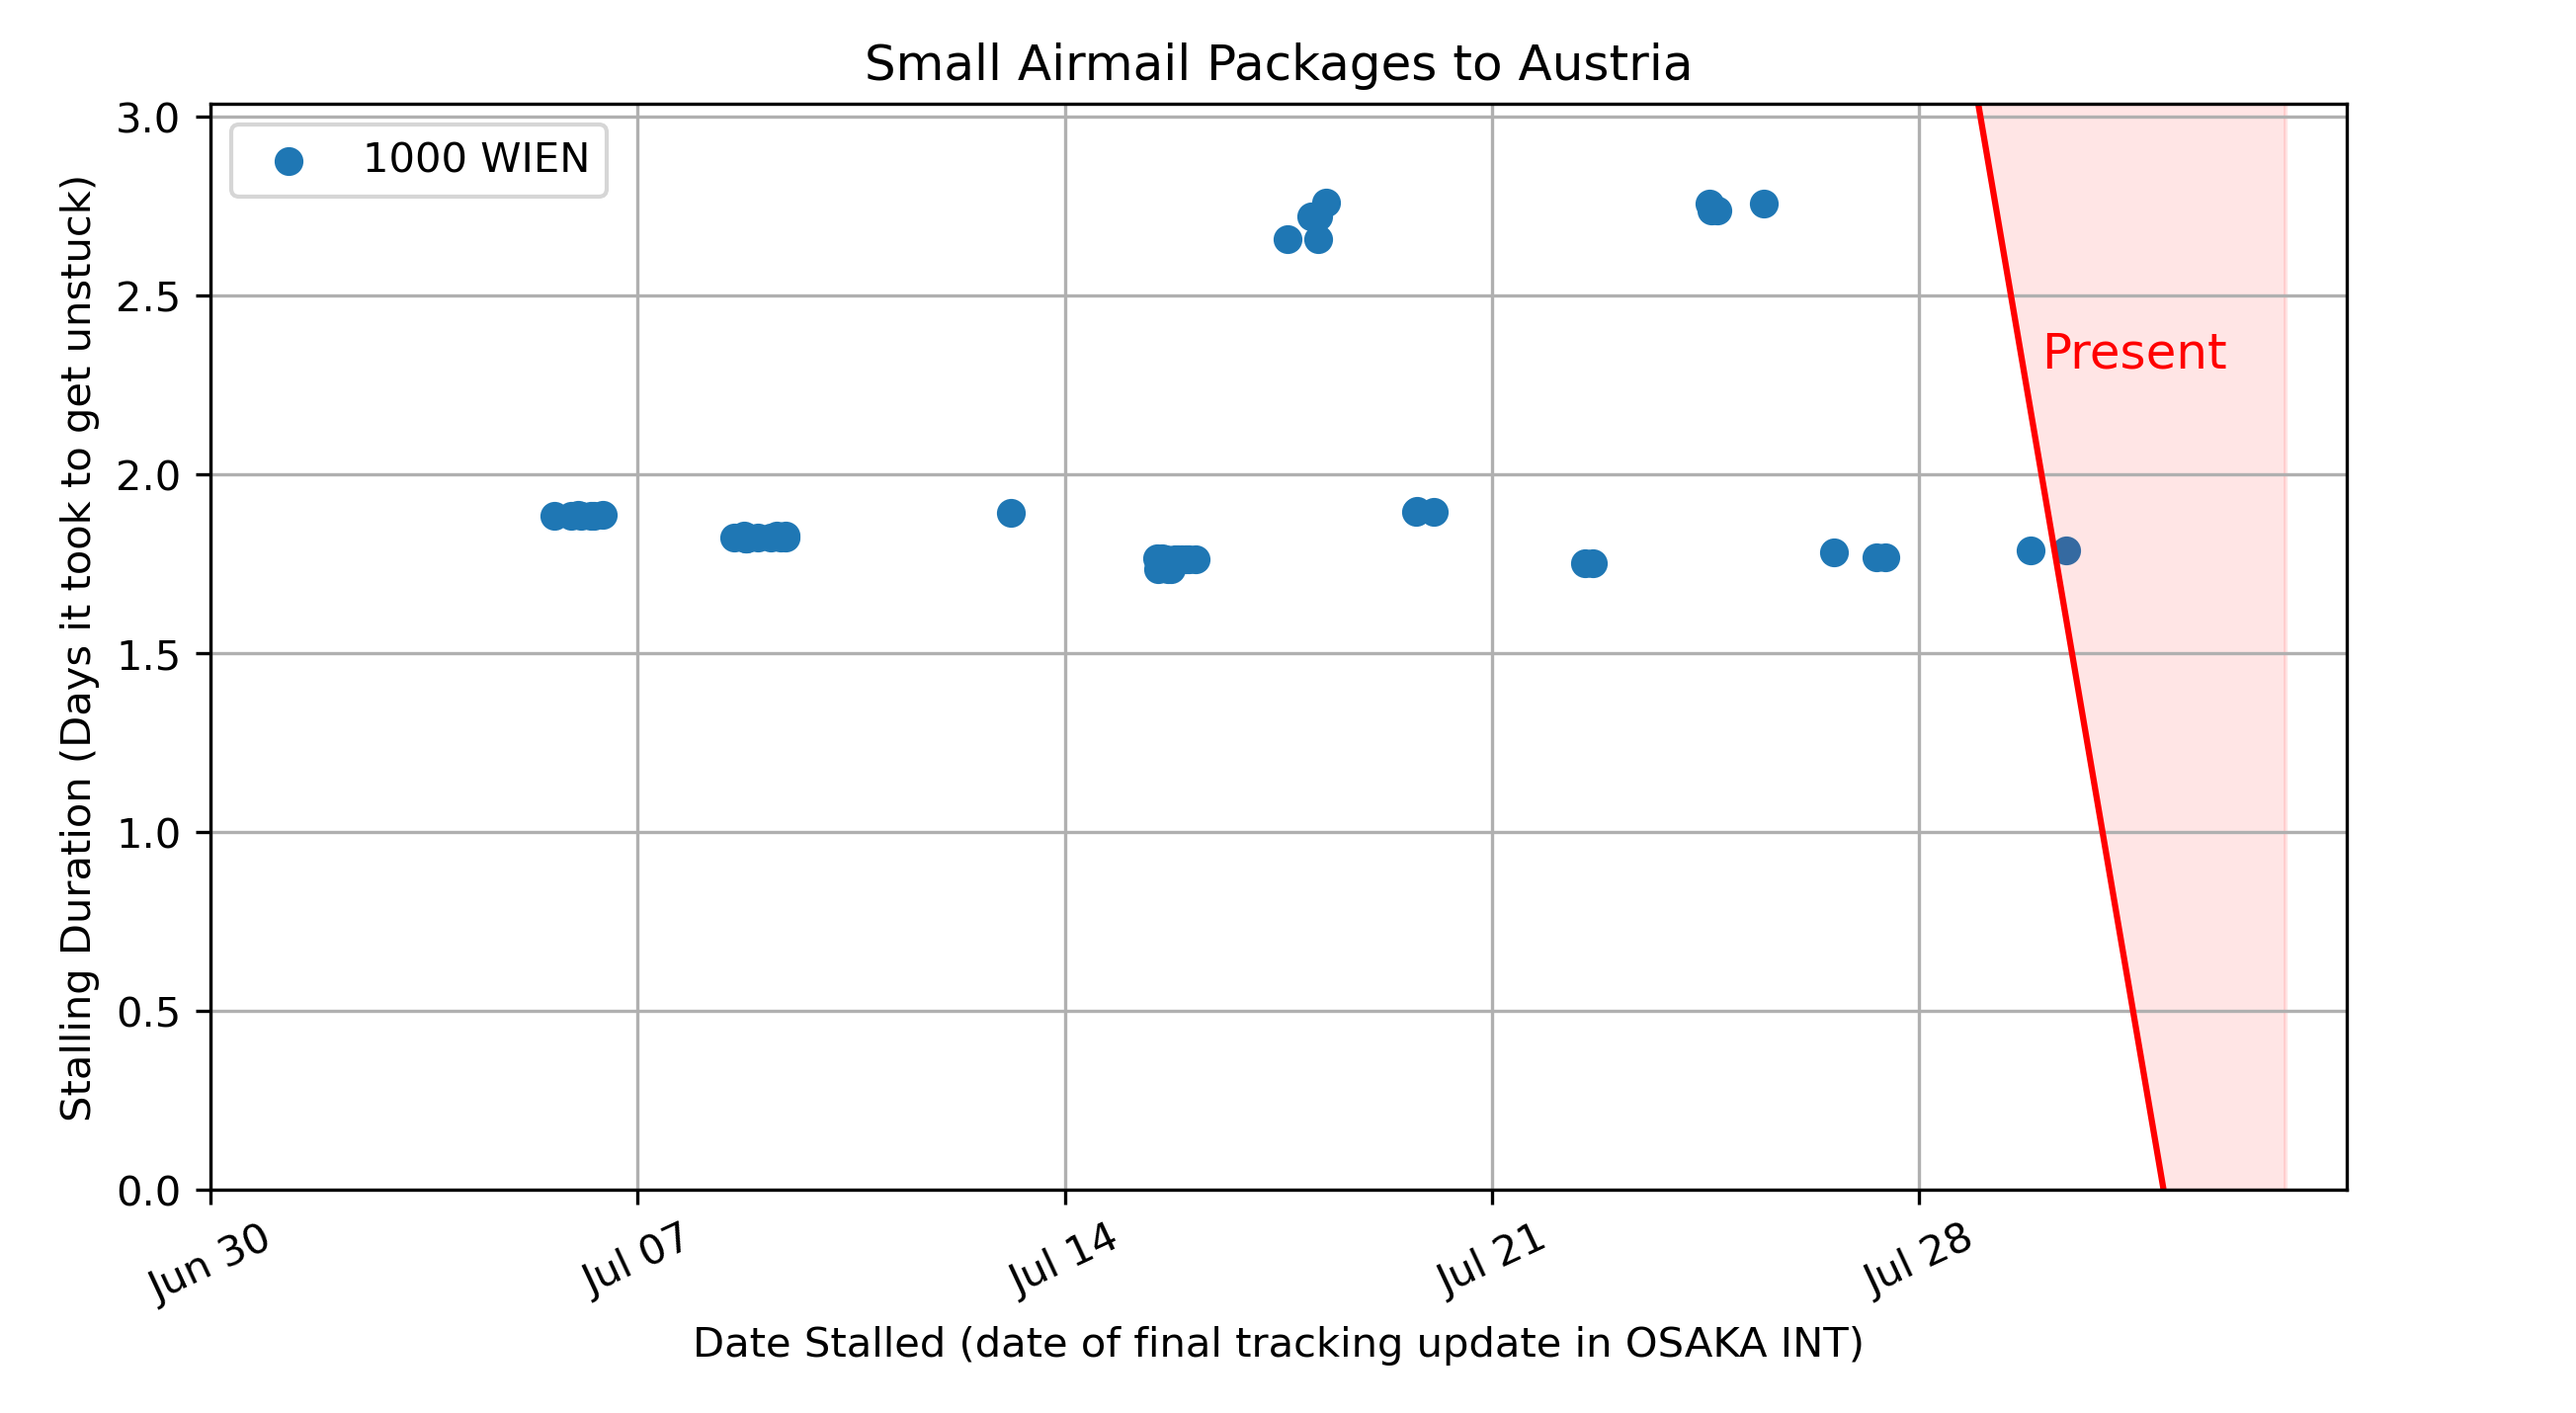 Small Airmail Packages to Austria
1000 WIEN
Present
Stalling Duration (Days it took to get unstuck)
3.0
2.5
2.0
1.5
1.0
0.5
0.0
Jun 30
Jul 07
Jul 14
Jul 21
Jul 28
Date Stalled (date of final tracking update in OSAKA INT)